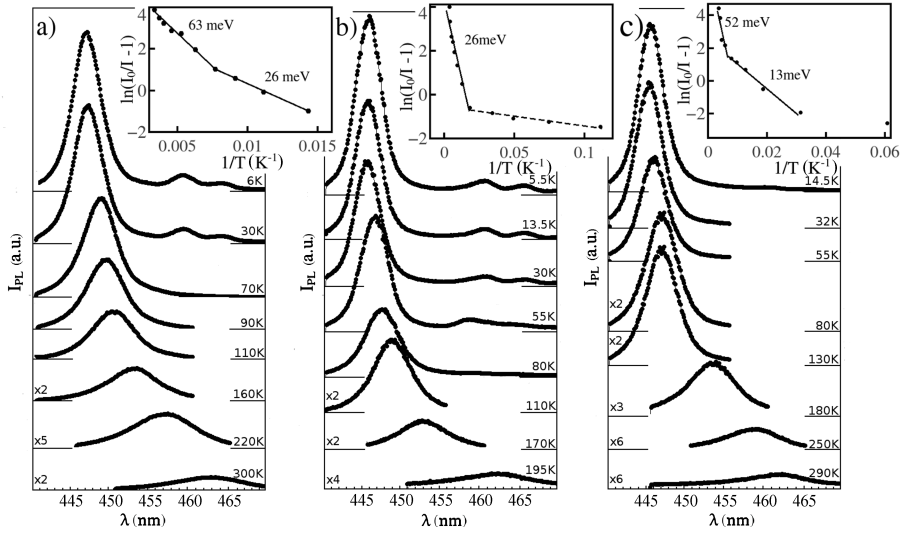 a)
ln(I₀/I -1)
4
2
0
−2
63 meV
26 meV
0.005
0.01
0.015
1/T (K⁻¹)
I_PL (a.u.)
6K
30K
70K
90K
110K
x2
160K
x5
220K
x2
300K
445
450
455
460
465
λ (nm)
b)
ln(I₀/I -1)
4
2
0
−2
26meV
0
0.05
0.1
1/T (K⁻¹)
I_PL (a.u.)
5.5K
13.5K
30K
55K
80K
x2
110K
x2
170K
x4
195K
445
450
455
460
465
λ (nm)
c)
ln(I₀/I -1)
4
2
0
−2
52 meV
13meV
0
0.02
0.04
0.06
1/T (K⁻¹)
I_PL (a.u.)
14.5K
32K
55K
x2
80K
x2
130K
x3
180K
x6
250K
x6
290K
445
450
455
460
465
λ (nm)